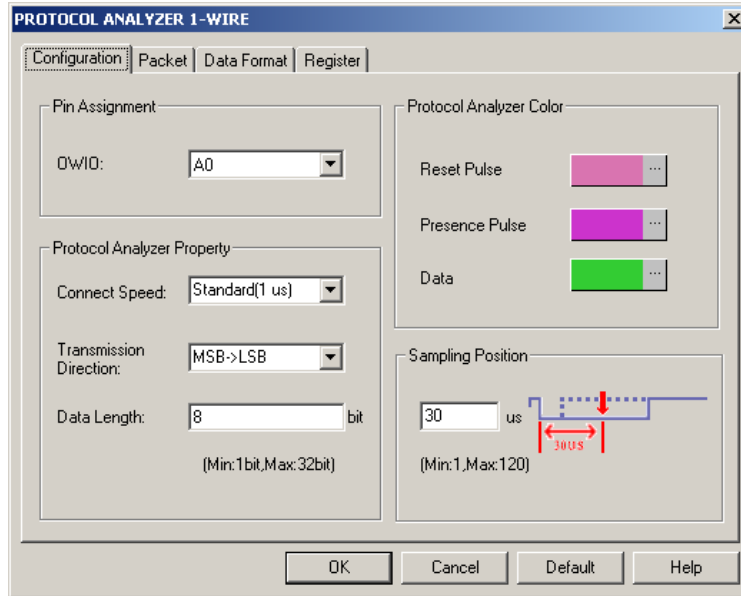 PROTOCOL ANALYZER 1-WIRE
Configuration Packet Data Format Register
Pin Assignment
OWIO: A0
Protocol Analyzer Property
Connect Speed: Standard(1 us)
Transmission
Direction: MSB->LSB
Data Length: 8 bit
(Min:1bit,Max:32bit)
Protocol Analyzer Color
Reset Pulse ...
Presence Pulse ...
Data ...
Sampling Position
30 us
30US
(Min:1,Max:120)
OK Cancel Default Help